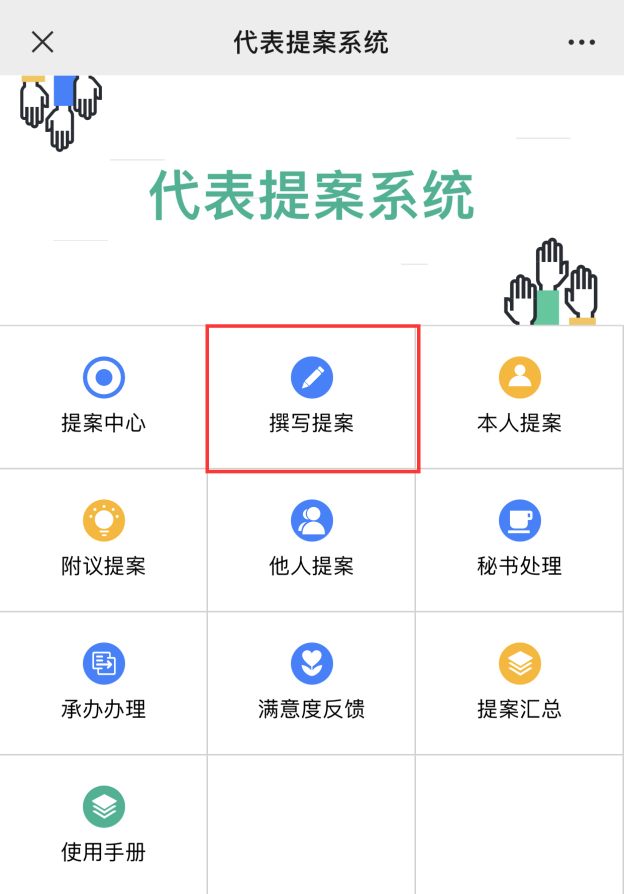 代表提案系统
代表提案系统
提案中心
撰写提案
本人提案
附议提案
他人提案
秘书处理
承办办理
满意度反馈
提案汇总
使用手册